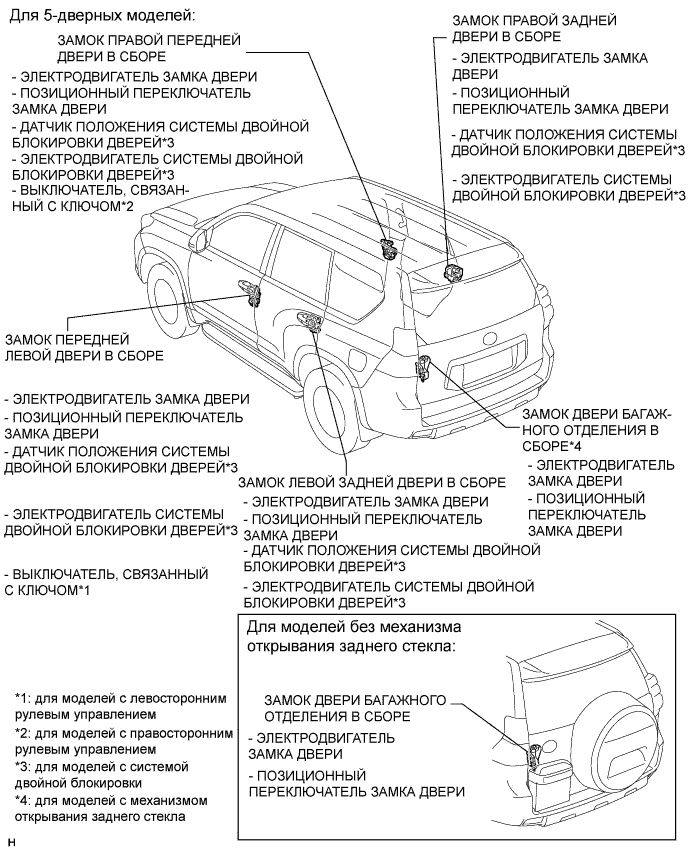 Для 5-дверных моделей:
ЗАМОК ПРАВОЙ ПЕРЕДНЕЙ
ДВЕРИ В СБОРЕ
- ЭЛЕКТРОДВИГАТЕЛЬ ЗАМКА ДВЕРИ
- ПОЗИЦИОННЫЙ ПЕРЕКЛЮЧАТЕЛЬ
ЗАМКА ДВЕРИ
- ДАТЧИК ПОЛОЖЕНИЯ СИСТЕМЫ ДВОЙНОЙ
БЛОКИРОВКИ ДВЕРЕЙ*3
- ЭЛЕКТРОДВИГАТЕЛЬ СИСТЕМЫ ДВОЙНОЙ
БЛОКИРОВКИ ДВЕРЕЙ*3
- ВЫКЛЮЧАТЕЛЬ, СВЯЗАН-
НЫЙ С КЛЮЧОМ*2
ЗАМОК ПРАВОЙ ЗАДНЕЙ
ДВЕРИ В СБОРЕ
- ЭЛЕКТРОДВИГАТЕЛЬ ЗАМКА
ДВЕРИ
- ПОЗИЦИОННЫЙ
ПЕРЕКЛЮЧАТЕЛЬ ЗАМКА ДВЕРИ
- ДАТЧИК ПОЛОЖЕНИЯ СИСТЕМЫ
ДВОЙНОЙ БЛОКИРОВКИ ДВЕРЕЙ*3
- ЭЛЕКТРОДВИГАТЕЛЬ СИСТЕМЫ
ДВОЙНОЙ БЛОКИРОВКИ ДВЕРЕЙ*3
ЗАМОК ПЕРЕДНЕЙ
ЛЕВОЙ ДВЕРИ В СБОРЕ
- ЭЛЕКТРОДВИГАТЕЛЬ ЗАМКА ДВЕРИ
- ПОЗИЦИОННЫЙ ПЕРЕКЛЮЧАТЕЛЬ
ЗАМКА ДВЕРИ
- ДАТЧИК ПОЛОЖЕНИЯ СИСТЕМЫ
ДВОЙНОЙ БЛОКИРОВКИ ДВЕРЕЙ*3
- ЭЛЕКТРОДВИГАТЕЛЬ СИСТЕМЫ
ДВОЙНОЙ БЛОКИРОВКИ ДВЕРЕЙ*3
- ВЫКЛЮЧАТЕЛЬ, СВЯЗАННЫЙ
С КЛЮЧОМ*1
ЗАМОК ЛЕВОЙ ЗАДНЕЙ ДВЕРИ В СБОРЕ
- ЭЛЕКТРОДВИГАТЕЛЬ ЗАМКА ДВЕРИ
- ПОЗИЦИОННЫЙ ПЕРЕКЛЮЧАТЕЛЬ
ЗАМКА ДВЕРИ
- ДАТЧИК ПОЛОЖЕНИЯ СИСТЕМЫ ДВОЙНОЙ
БЛОКИРОВКИ ДВЕРЕЙ*3
- ЭЛЕКТРОДВИГАТЕЛЬ СИСТЕМЫ ДВОЙНОЙ
БЛОКИРОВКИ ДВЕРЕЙ*3
ЗАМОК ДВЕРИ БАГАЖ-
НОГО ОТДЕЛЕНИЯ В
СБОРЕ*4
- ЭЛЕКТРОДВИГАТЕЛЬ
ЗАМКА ДВЕРИ
- ПОЗИЦИОННЫЙ
ПЕРЕКЛЮЧАТЕЛЬ
ЗАМКА ДВЕРИ
Для моделей без механизма
открывания заднего стекла:
ЗАМОК ДВЕРИ БАГАЖНОГО
ОТДЕЛЕНИЯ В СБОРЕ
- ЭЛЕКТРОДВИГАТЕЛЬ
ЗАМКА ДВЕРИ
- ПОЗИЦИОННЫЙ
ПЕРЕКЛЮЧАТЕЛЬ ЗАМКА ДВЕРИ
*1: для моделей с левосторонним
рулевым управлением
*2: для моделей с правосторонним
рулевым управлением
*3: для моделей с системой
двойной блокировки
*4: для моделей с механизмом
открывания заднего стекла
H